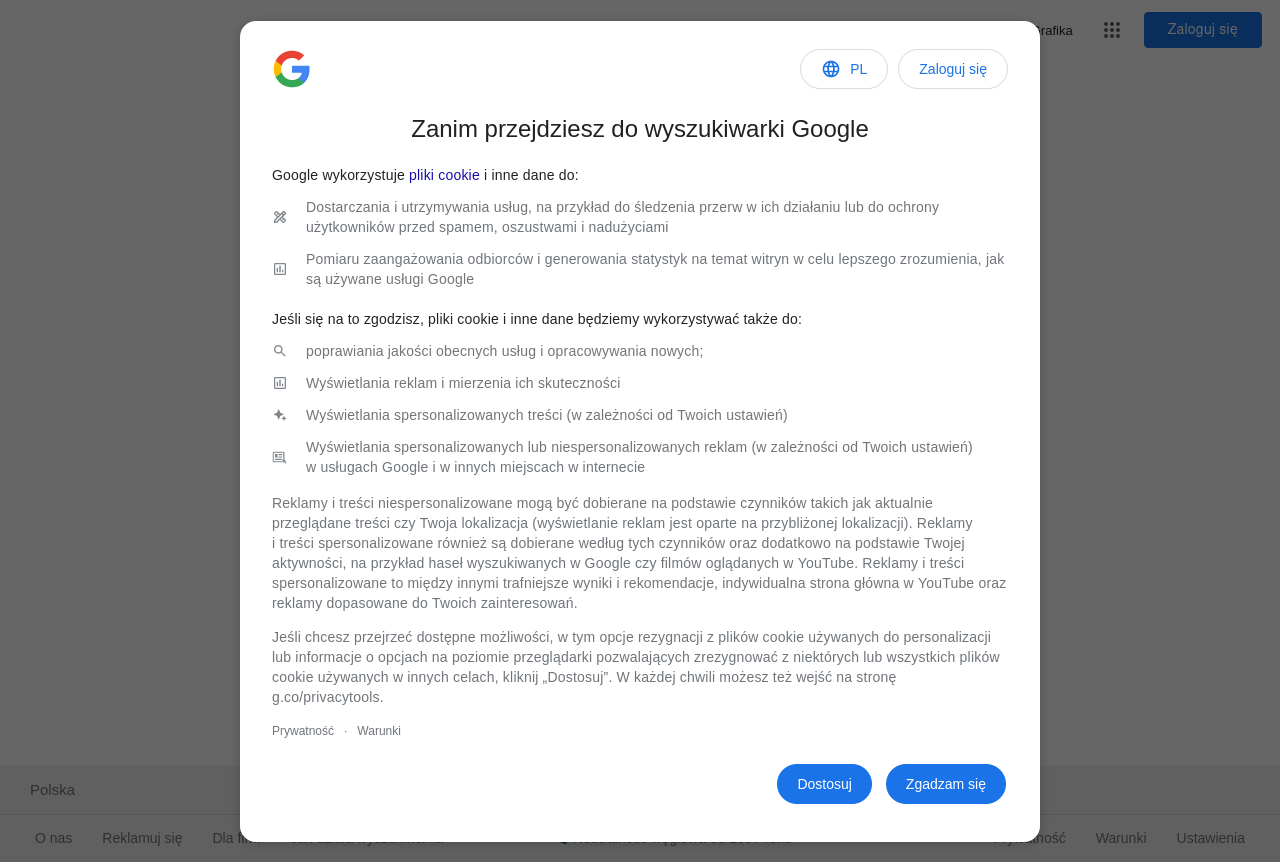 Zaloguj się
PL
Zaloguj się
Zanim przejdziesz do wyszukiwarki Google
Google wykorzystuje pliki cookie i inne dane do:
Dostarczania i utrzymywania usług, na przykład do śledzenia przerw w ich działaniu lub do ochrony
użytkowników przed spamem, oszustwami i nadużyciami
Pomiaru zaangażowania odbiorców i generowania statystyk na temat witryn w celu lepszego zrozumienia, jak
są używane usługi Google
Jeśli się na to zgodzisz, pliki cookie i inne dane będziemy wykorzystywać także do:
poprawiania jakości obecnych usług i opracowywania nowych;
Wyświetlania reklam i mierzenia ich skuteczności
Wyświetlania spersonalizowanych treści (w zależności od Twoich ustawień)
Wyświetlania spersonalizowanych lub niespersonalizowanych reklam (w zależności od Twoich ustawień)
w usługach Google i w innych miejscach w internecie
Reklamy i treści niespersonalizowane mogą być dobierane na podstawie czynników takich jak aktualnie
przeglądane treści czy Twoja lokalizacja (wyświetlanie reklam jest oparte na przybliżonej lokalizacji). Reklamy
i treści spersonalizowane również są dobierane według tych czynników oraz dodatkowo na podstawie Twojej
aktywności, na przykład haseł wyszukiwanych w Google czy filmów oglądanych w YouTube. Reklamy i treści
spersonalizowane to między innymi trafniejsze wyniki i rekomendacje, indywidualna strona główna w YouTube oraz
reklamy dopasowane do Twoich zainteresowań.
Jeśli chcesz przejrzeć dostępne możliwości, w tym opcje rezygnacji z plików cookie używanych do personalizacji
lub informacje o opcjach na poziomie przeglądarki pozwalających zrezygnować z niektórych lub wszystkich plików
cookie używanych w innych celach, kliknij „Dostosuj”. W każdej chwili możesz też wejść na stronę
g.co/privacytools.
Prywatność · Warunki
Dostosuj Zgadzam się
Polska
O nas Reklamuj się Dla Warunki Ustawienia